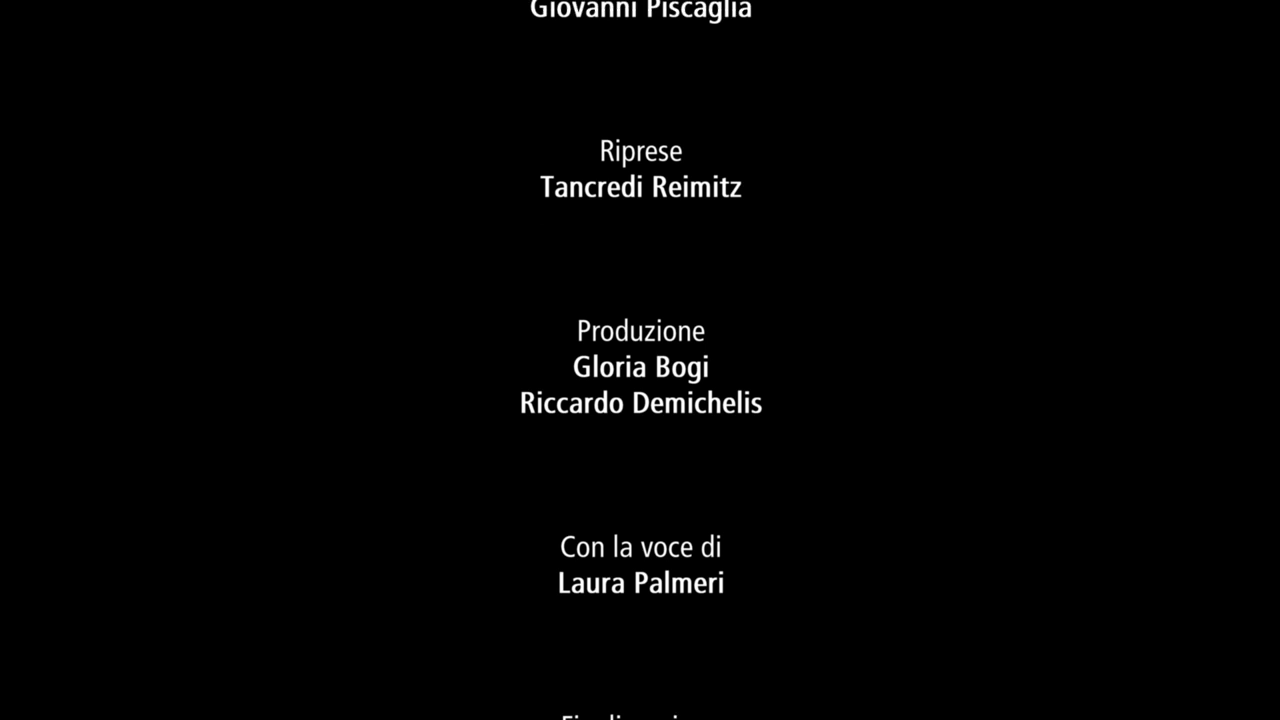 Giovanni Piscaglia
Riprese
Tancredi Reimitz
Produzione
Gloria Bogi
Riccardo Demichelis
Con la voce di
Laura Palmeri